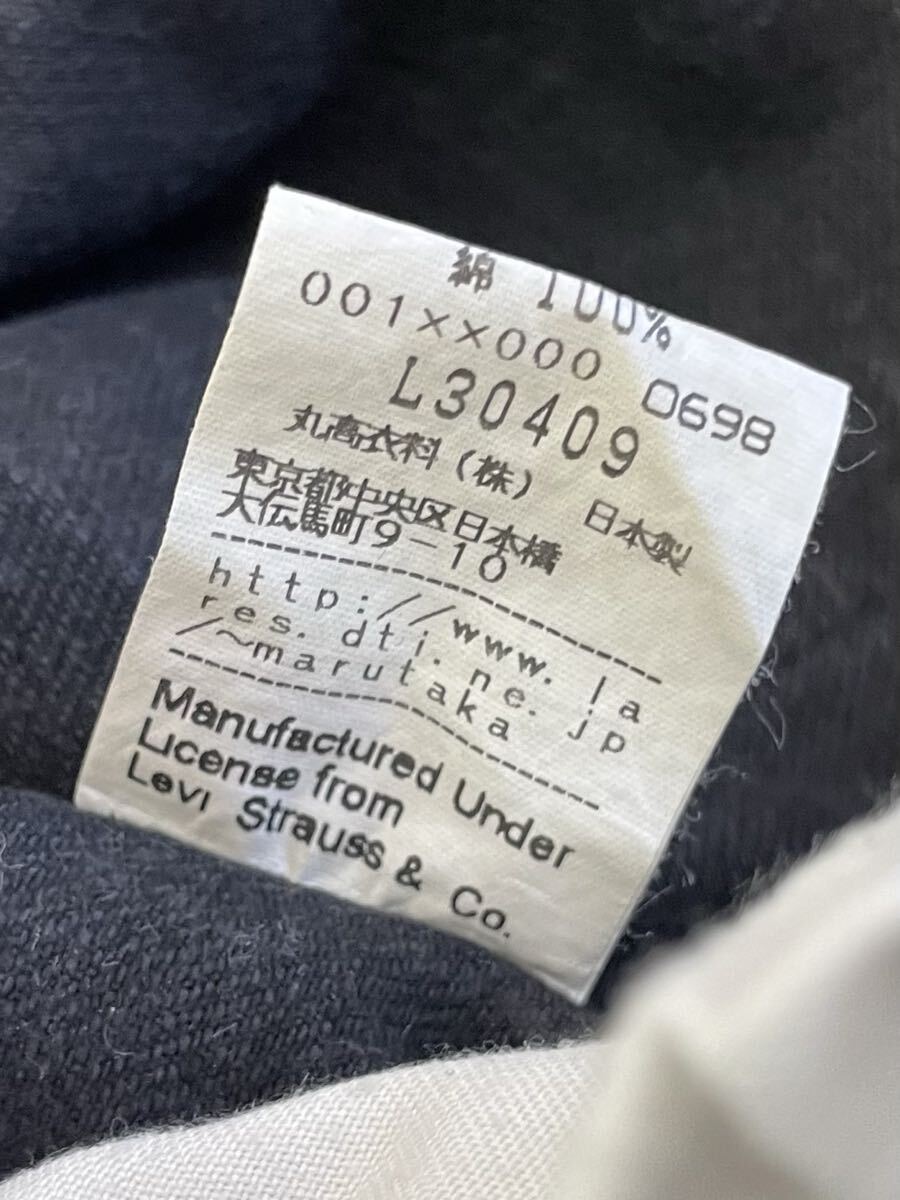 綿 100%
001××000 0698
L30409
丸高衣料(株) 日本製
東京都中央区日本橋
大伝馬町9-10
http://www.la
res.dti.ne.jp
/~marutaka
Manufactured Under
License from
Levi Strauss & Co.